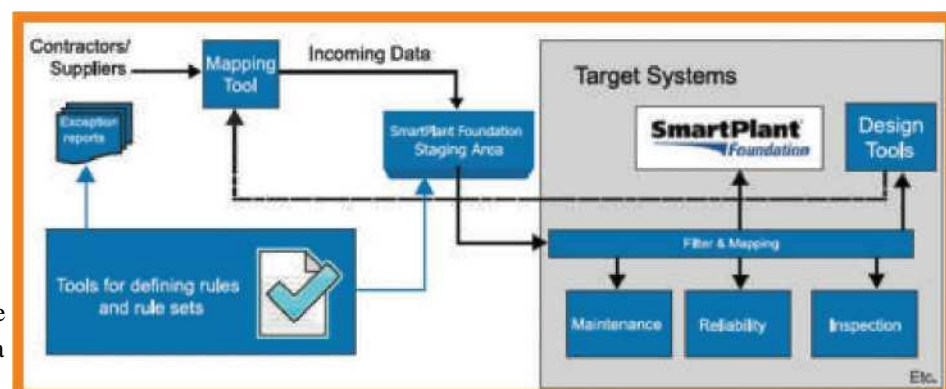 Contractors/
Suppliers
Mapping
Tool
Incoming Data
Exception
reports
SmartPlant Foundation
Staging Area
Target Systems
SmartPlant®
Foundation
Design
Tools
Filter & Mapping
Tools for defining rules
and rule sets
Maintenance
Reliability
Inspection
Etc.
e
a